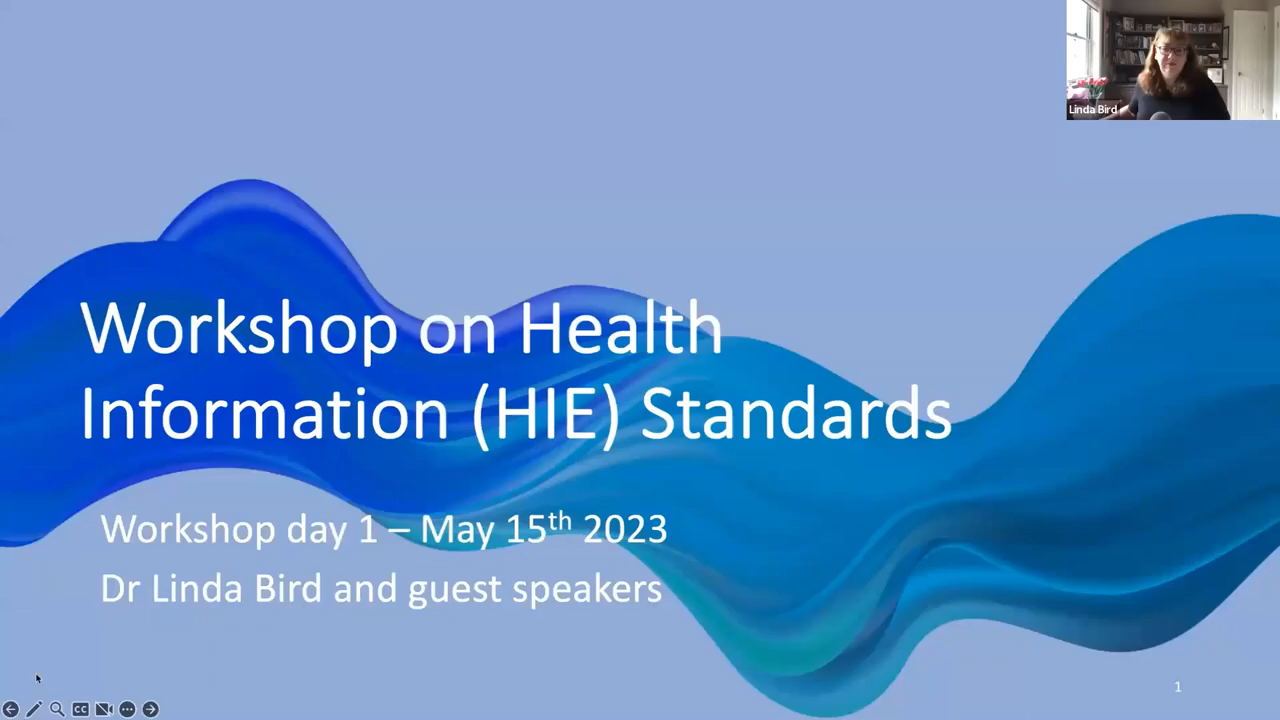 Linda Bird
Workshop on Health
Information (HIE) Standards
Workshop day 1 – May 15th 2023
Dr Linda Bird and guest speakers
1
CC